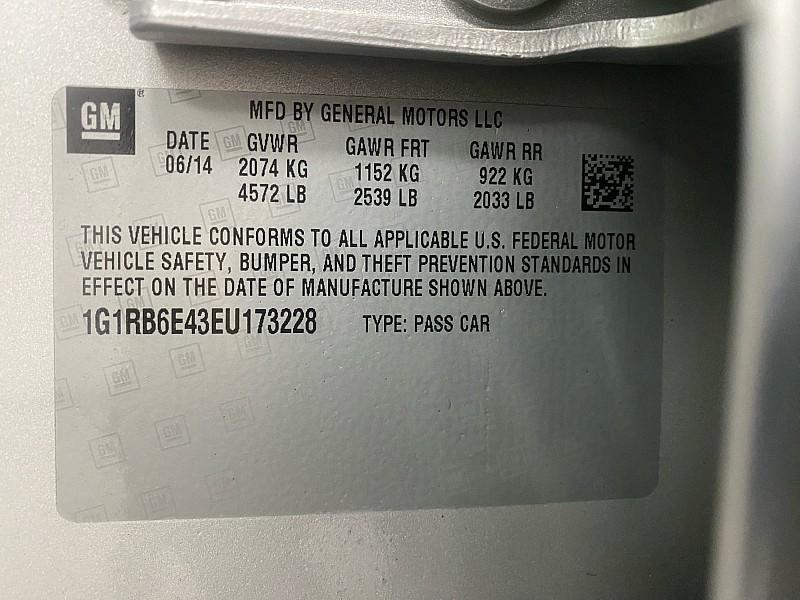 GM®
MFD BY GENERAL MOTORS LLC
DATE GVWR GAWR FRT GAWR RR
06/14 2074 KG 1152 KG 922 KG
4572 LB 2539 LB 2033 LB
THIS VEHICLE CONFORMS TO ALL APPLICABLE U.S. FEDERAL MOTOR
VEHICLE SAFETY, BUMPER, AND THEFT PREVENTION STANDARDS IN
EFFECT ON THE DATE OF MANUFACTURE SHOWN ABOVE.
1G1RB6E43EU173228 TYPE: PASS CAR